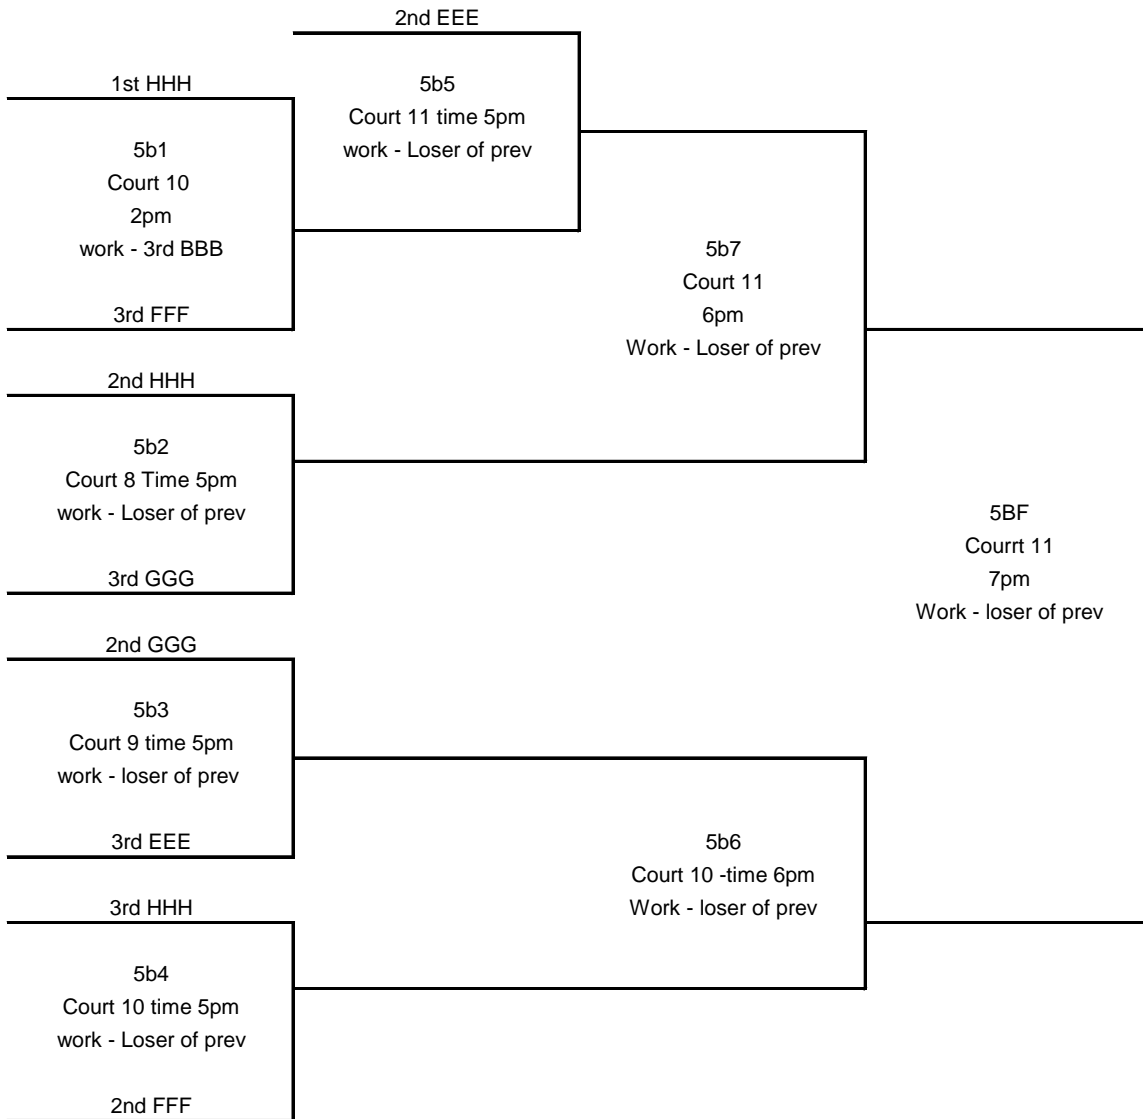 2nd EEE
1st HHH
5b5
Court 11 time 5pm
work - Loser of prev
5b1
Court 10
2pm
work - 3rd BBB
3rd FFF
5b7
Court 11
6pm
Work - Loser of prev
2nd HHH
5b2
Court 8 Time 5pm
work - Loser of prev
3rd GGG
5BF
Courrt 11
7pm
Work - loser of prev
2nd GGG
5b3
Court 9 time 5pm
work - loser of prev
3rd EEE
5b6
Court 10 -time 6pm
Work - loser of prev
3rd HHH
5b4
Court 10 time 5pm
work - Loser of prev
2nd FFF